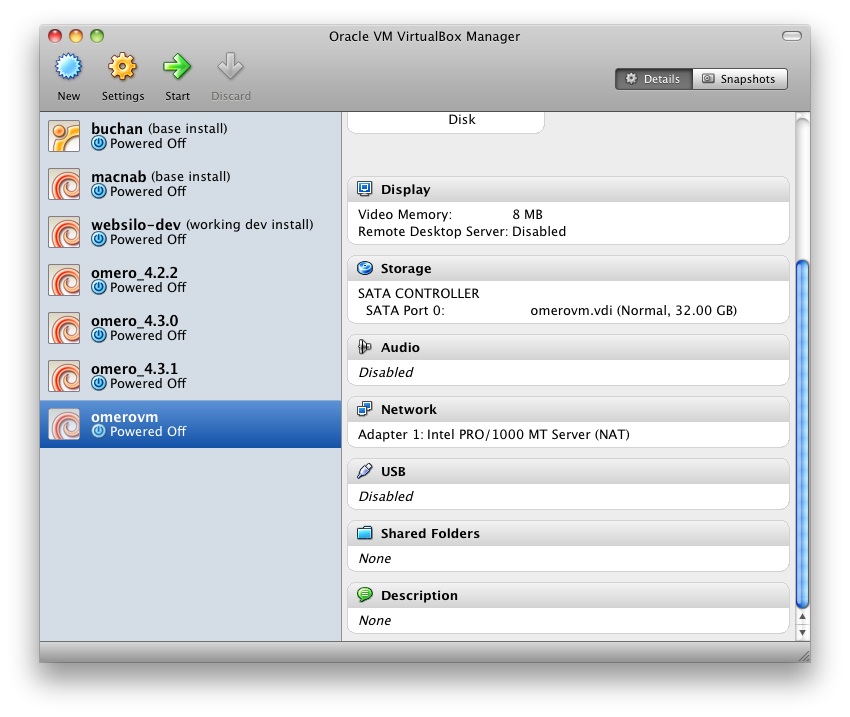 Oracle VM VirtualBox Manager
New Settings Start Discard
Details Snapshots
buchan (base install)
Powered Off
macnab (base install)
Powered Off
websilo-dev (working dev install)
Powered Off
omero_4.2.2
Powered Off
omero_4.3.0
Powered Off
omero_4.3.1
Powered Off
omerovm
Powered Off
Disk
Display
Video Memory: 8 MB
Remote Desktop Server: Disabled
Storage
SATA CONTROLLER
SATA Port 0: omerovm.vdi (Normal, 32.00 GB)
Audio
Disabled
Network
Adapter 1: Intel PRO/1000 MT Server (NAT)
USB
Disabled
Shared Folders
None
Description
None